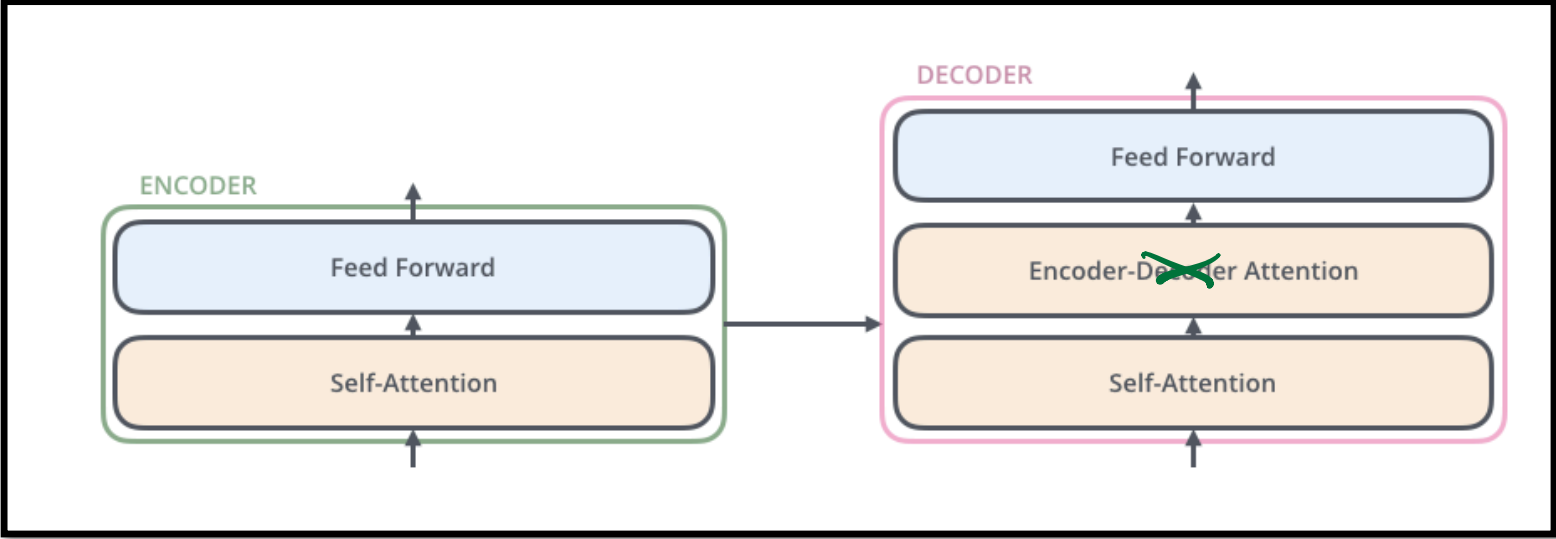 DECODER
Feed Forward
ENCODER
Encoder-Decoder Attention
Feed Forward
Self-Attention
Self-Attention